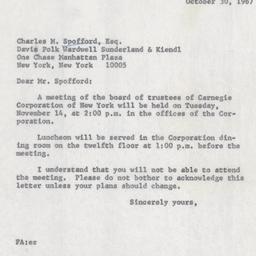 October 30, 1967
Charles M. Spofford, Esq.
Davis Polk Wardwell Sunderland & Kiendl
One Chase Manhattan Plaza
New York, New York 10005
Dear Mr. Spofford:
A meeting of the board of trustees of Carnegie
Corporation of New York will be held on Tuesday,
November 14, at 2:00 p.m. in the offices of the Cor-
poration.
Luncheon will be served in the Corporation din-
ing room on the twelfth floor at 1:00 p.m. before the
meeting.
I understand that you will not be able to attend
the meeting. Please do not bother to acknowledge this
letter unless your plans should change.
Sincerely yours,
FA:ez